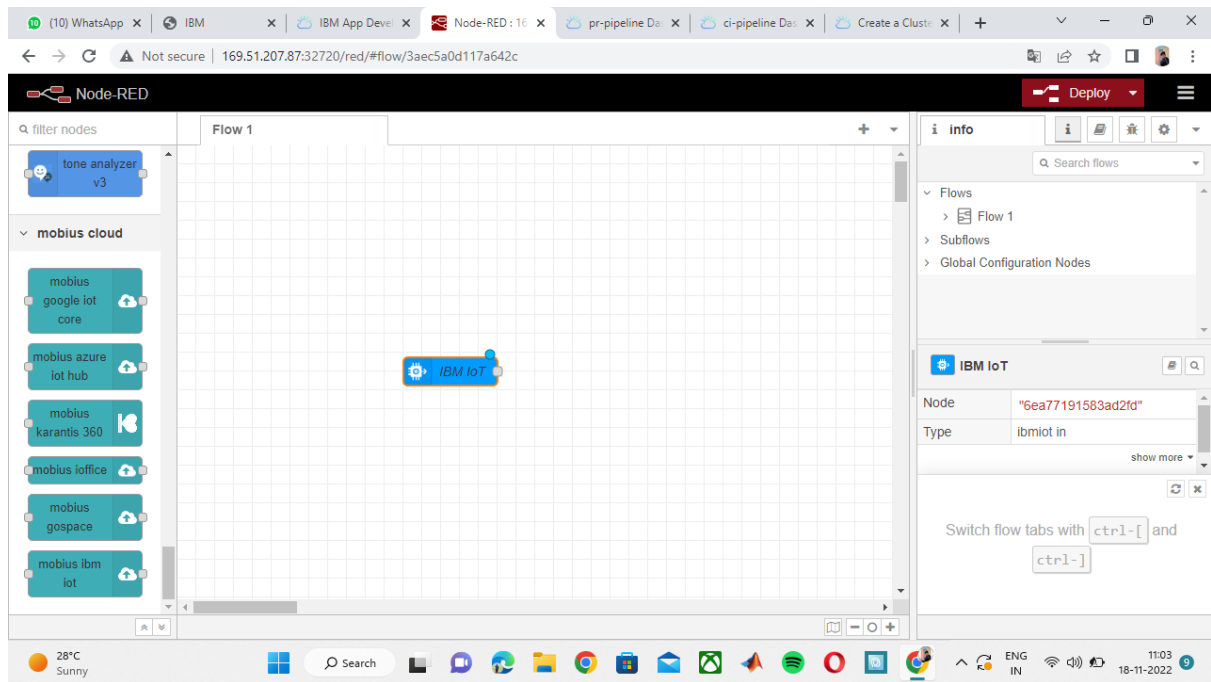 (10) WhatsApp
IBM
IBM App Devel
Node-RED : 16
pr-pipeline Das
ci-pipeline Das
Create a Cluste
Not secure
169.51.207.87:32720/red/#flow/3aec5a0d117a642c
Node-RED
Deploy
filter nodes
Flow 1
i info
tone analyzer
v3
mobius cloud
mobius
google iot
core
mobius azure
iot hub
mobius
karantis 360
mobius ioffice
mobius
gospace
mobius ibm
iot
IBM IoT
Search flows
Flows
Flow 1
Subflows
Global Configuration Nodes
IBM IoT
Node "6ea77191583ad2fd"
Type ibmiot in
show more
Switch flow tabs with ctrl-[ and
ctrl-]
28°C
Sunny
Search
ENG
IN
11:03
18-11-2022
9